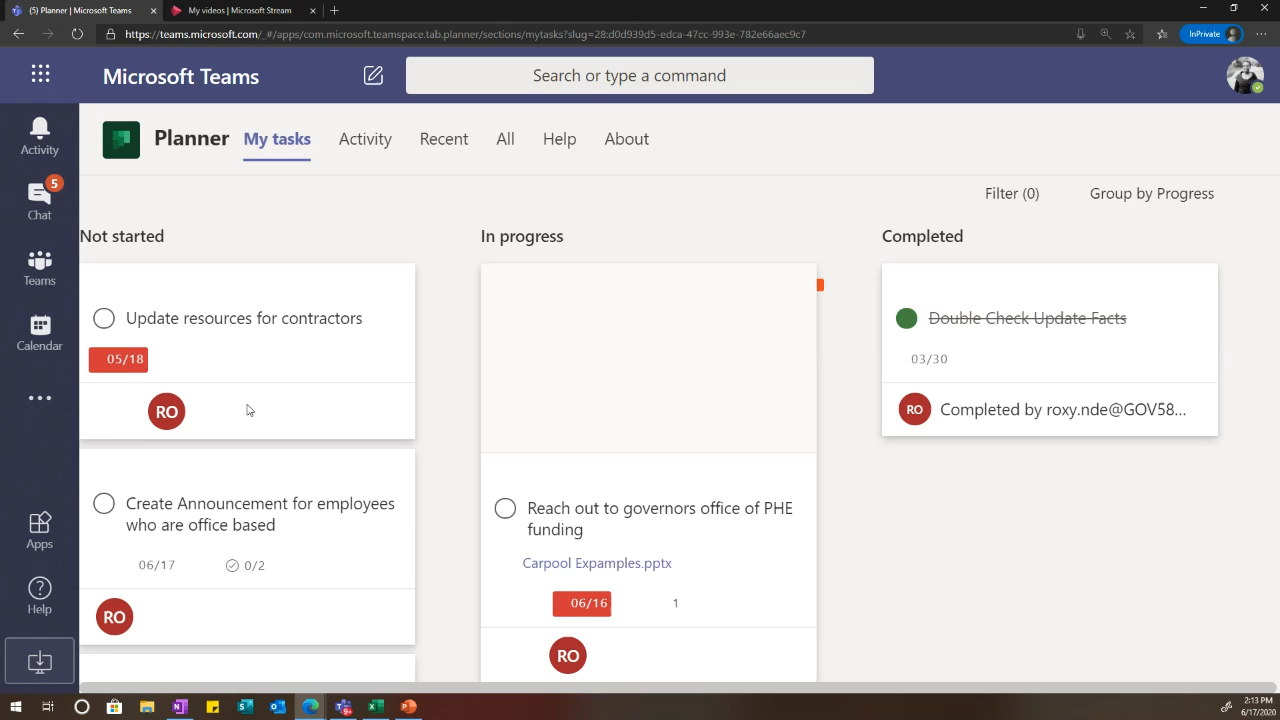 (5) Planner | Microsoft Teams
My videos | Microsoft Stream
https://teams.microsoft.com/_#/apps/com.microsoft.teamspace.tab.planner/sections/mytasks?slug=28:d0d939d5-edca-47cc-993e-782e66aec9c7
InPrivate
Microsoft Teams
Search or type a command
Activity
5
Chat
Teams
Calendar
Apps
Help
Planner
My tasks
Activity
Recent
All
Help
About
Filter (0)
Group by Progress
Not started
Update resources for contractors
05/18
RO
Create Announcement for employees
who are office based
06/17
0/2
RO
In progress
Reach out to governors office of PHE
funding
Carpool Expamples.pptx
06/16
1
RO
Completed
Double Check Update Facts
03/30
RO
Completed by roxy.nde@GOV58...
2:13 PM
6/17/2020